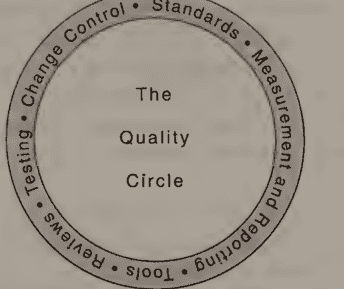 Standards • Measurement and Reporting • Tools • Reviews • Testing • Change Control •
The
Quality
Circle